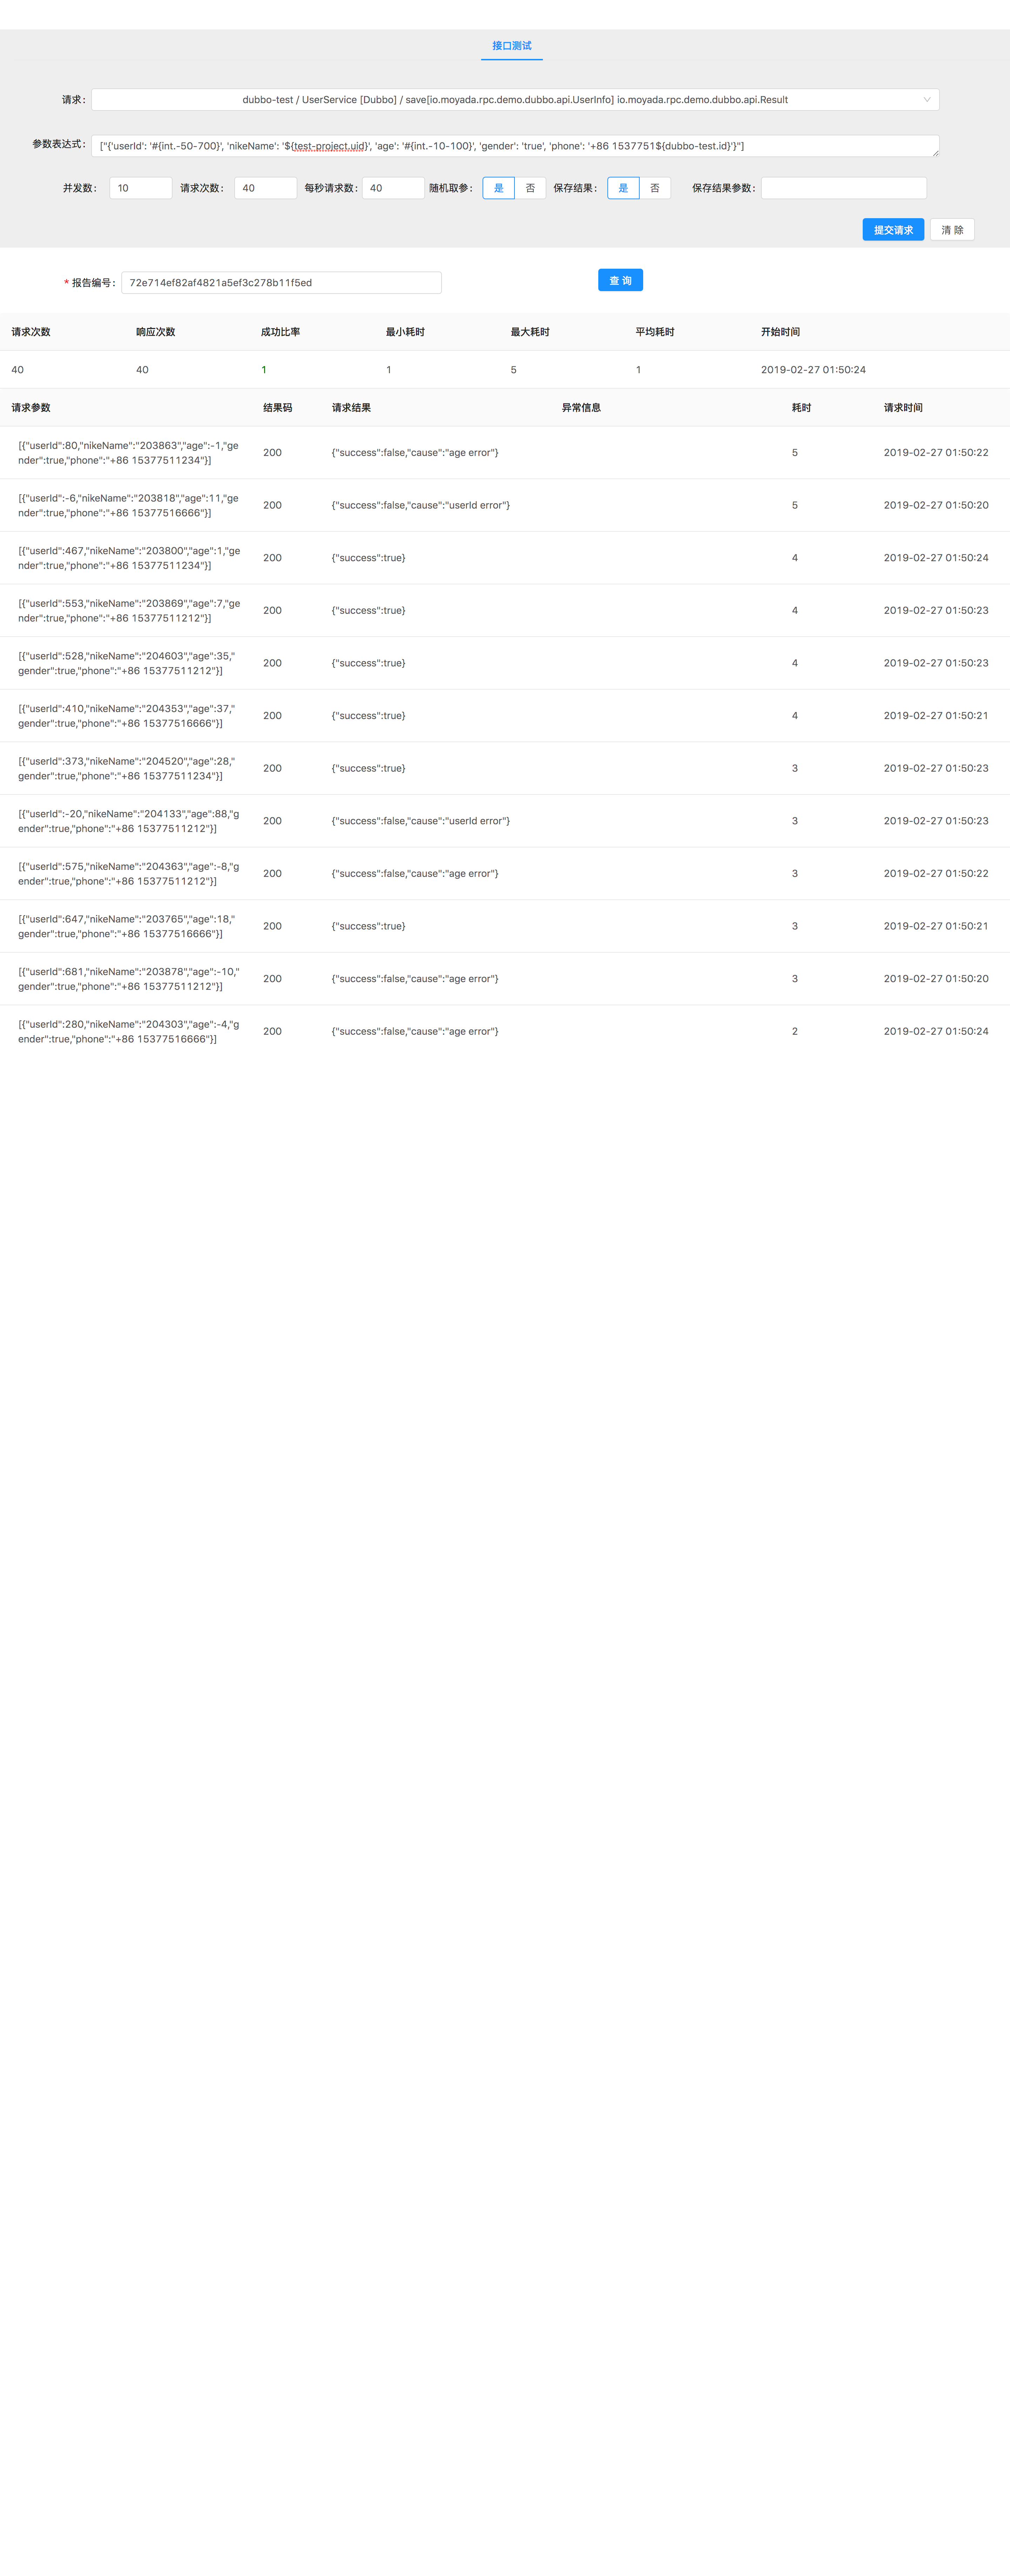 接口测试
请求: dubbo-test / UserService [Dubbo] / save[io.moyada.rpc.demo.dubbo.api.UserInfo] io.moyada.rpc.demo.dubbo.api.Result
参数表达式: ["{'userId': '#{int.-50-700}', 'nikeName': '${test-project.uid}', 'age': '#{int.-10-100}', 'gender': 'true', 'phone': '+86 1537751${dubbo-test.id}'}"]
并发数: 10 请求次数: 40 每秒请求数: 40 随机取参: 是 否 保存结果: 是 否 保存结果参数:
提交请求 清 除
* 报告编号: 72e714ef82af4821a5ef3c278b11f5ed 查 询
请求次数 响应次数 成功比率 最小耗时 最大耗时 平均耗时 开始时间
40 40 1 1 5 1 2019-02-27 01:50:24
请求参数 结果码 请求结果 异常信息 耗时 请求时间
[{"userId":80,"nikeName":"203863","age":-1,"ge
nder":true,"phone":"+86 15377511234"}]
200 {"success":false,"cause":"age error"} 5 2019-02-27 01:50:22
[{"userId":-6,"nikeName":"203818","age":11,"ge
nder":true,"phone":"+86 15377516666"}]
200 {"success":false,"cause":"userId error"} 5 2019-02-27 01:50:20
[{"userId":467,"nikeName":"203800","age":1,"ge
nder":true,"phone":"+86 15377511234"}]
200 {"success":true} 4 2019-02-27 01:50:24
[{"userId":553,"nikeName":"203869","age":7,"ge
nder":true,"phone":"+86 15377511212"}]
200 {"success":true} 4 2019-02-27 01:50:23
[{"userId":528,"nikeName":"204603","age":35,"
gender":true,"phone":"+86 15377511212"}]
200 {"success":true} 4 2019-02-27 01:50:23
[{"userId":410,"nikeName":"204353","age":37,"
gender":true,"phone":"+86 15377516666"}]
200 {"success":true} 4 2019-02-27 01:50:21
[{"userId":373,"nikeName":"204520","age":28,"
gender":true,"phone":"+86 15377511234"}]
200 {"success":true} 3 2019-02-27 01:50:23
[{"userId":-20,"nikeName":"204133","age":88,"g
ender":true,"phone":"+86 15377511212"}]
200 {"success":false,"cause":"userId error"} 3 2019-02-27 01:50:23
[{"userId":575,"nikeName":"204363","age":-8,"g
ender":true,"phone":"+86 15377511212"}]
200 {"success":false,"cause":"age error"} 3 2019-02-27 01:50:22
[{"userId":647,"nikeName":"203765","age":18,"
gender":true,"phone":"+86 15377516666"}]
200 {"success":true} 3 2019-02-27 01:50:21
[{"userId":681,"nikeName":"203878","age":-10,"
gender":true,"phone":"+86 15377511212"}]
200 {"success":false,"cause":"age error"} 3 2019-02-27 01:50:20
[{"userId":280,"nikeName":"204303","age":-4,"g
ender":true,"phone":"+86 15377516666"}]
200 {"success":false,"cause":"age error"} 2 2019-02-27 01:50:24